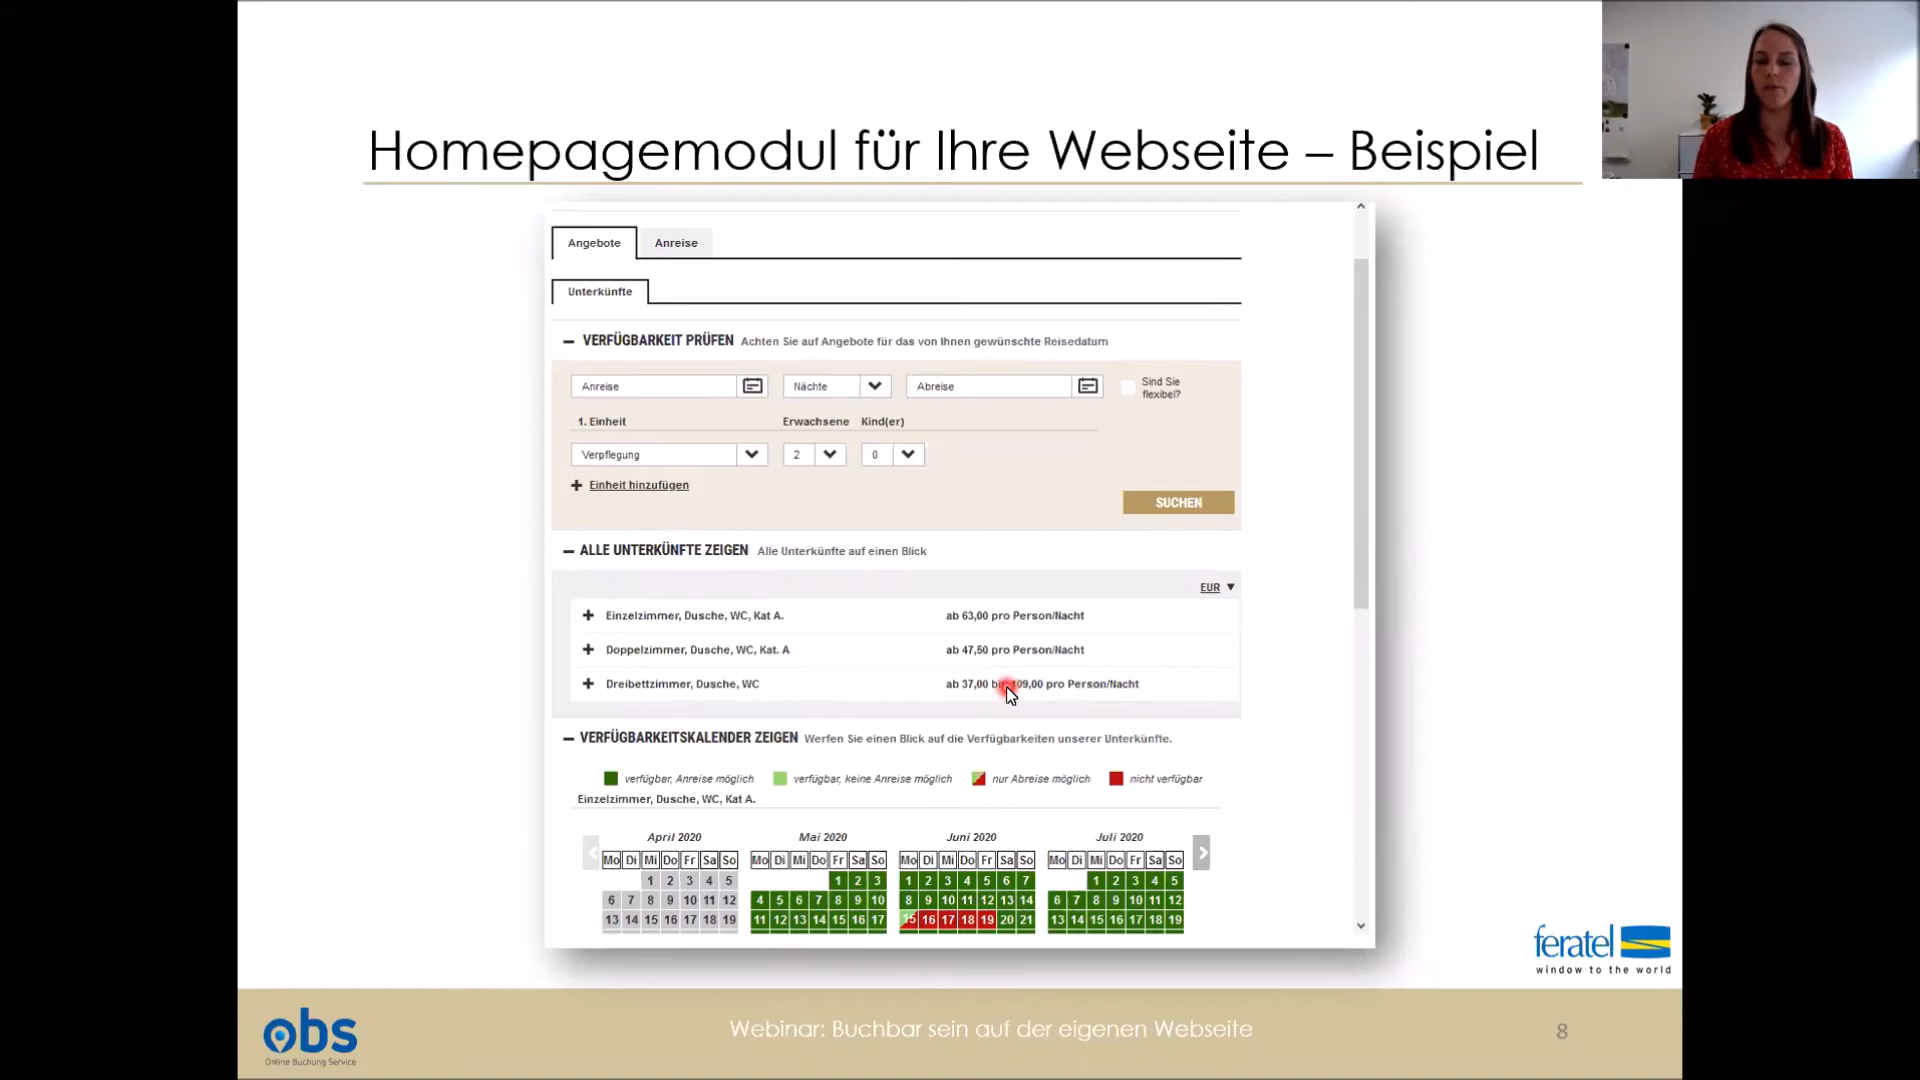 Homepagemodul für Ihre Webseite – Beispiel
Angebote Anreise
Unterkünfte
VERFÜGBARKEIT PRÜFEN Achten Sie auf Angebote für das von Ihnen gewünschte Reisedatum
Anreise Nächte Abreise Sind Sie
flexibel?
1. Einheit Erwachsene Kind(er)
Verpflegung 2 0
Einheit hinzufügen
SUCHEN
ALLE UNTERKÜNFTE ZEIGEN Alle Unterkünfte auf einen Blick
EUR
Einzelzimmer, Dusche, WC, Kat A. ab 63,00 pro Person/Nacht
Doppelzimmer, Dusche, WC, Kat. A ab 47,50 pro Person/Nacht
Dreibettzimmer, Dusche, WC ab 37,00 bis 109,00 pro Person/Nacht
VERFÜGBARKEITSKALENDER ZEIGEN Werfen Sie einen Blick auf die Verfügbarkeiten unserer Unterkünfte.
verfügbar, Anreise möglich verfügbar, keine Anreise möglich nur Abreise möglich nicht verfügbar
Einzelzimmer, Dusche, WC, Kat A.
April 2020 Mai 2020 Juni 2020 Juli 2020
Mo Di Mi Do Fr Sa So Mo Di Mi Do Fr Sa So Mo Di Mi Do Fr Sa So Mo Di Mi Do Fr Sa So
1 2 3 4 5 1 2 3 1 2 3 4 5 6 7 1 2 3 4 5
6 7 8 9 10 11 12 4 5 6 7 8 9 10 8 9 10 11 12 13 14 6 7 8 9 10 11 12
13 14 15 16 17 18 19 11 12 13 14 15 16 17 15 16 17 18 19 20 21 13 14 15 16 17 18 19
feratel
window to the world
obs
Online Buchung Service
Webinar: Buchbar sein auf der eigenen Webseite
8